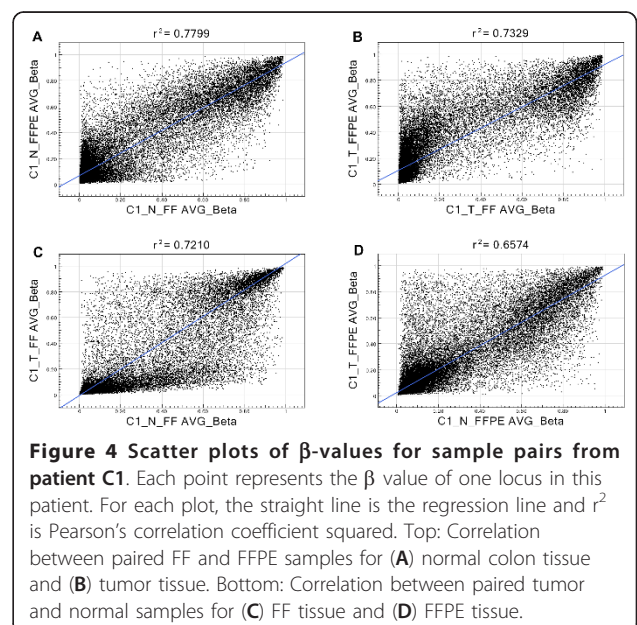 A
r² = 0.7799
C1_N_FFPE AVG_Beta
C1_N_FF AVG_Beta
B
r² = 0.7329
C1_T_FFPE AVG_Beta
C1_T_FF AVG_Beta
C
r² = 0.7210
C1_T_FF AVG_Beta
C1_N_FF AVG_Beta
D
r² = 0.6574
C1_T_FFPE AVG_Beta
C1_N FFPE AVG_Beta
Figure 4 Scatter plots of β-values for sample pairs from
patient C1. Each point represents the β value of one locus in this
patient. For each plot, the straight line is the regression line and r²
is Pearson's correlation coefficient squared. Top: Correlation
between paired FF and FFPE samples for (A) normal colon tissue
and (B) tumor tissue. Bottom: Correlation between paired tumor
and normal samples for (C) FF tissue and (D) FFPE tissue.